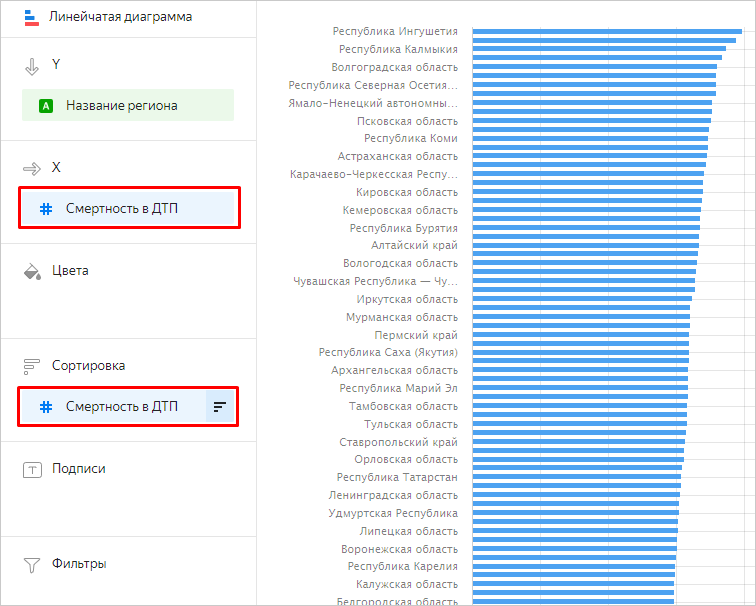 Линейчатая диаграмма
Y
A
Название региона
X
Смертность в ДТП
Цвета
Сортировка
Смертность в ДТП
T
Подписи
Фильтры
Республика Ингушетия
Республика Калмыкия
Волгоградская область
Республика Северная Осетия...
Ямало-Ненецкий автономны...
Псковская область
Республика Коми
Астраханская область
Карачаево-Черкесская Респу...
Кировская область
Кемеровская область
Республика Бурятия
Алтайский край
Вологодская область
Чувашская Республика — Чу...
Иркутская область
Мурманская область
Пермский край
Республика Саха (Якутия)
Архангельская область
Республика Марий Эл
Тамбовская область
Тульская область
Ставропольский край
Орловская область
Республика Татарстан
Ленинградская область
Удмуртская Республика
Липецкая область
Воронежская область
Республика Карелия
Калужская область
Белгородская область